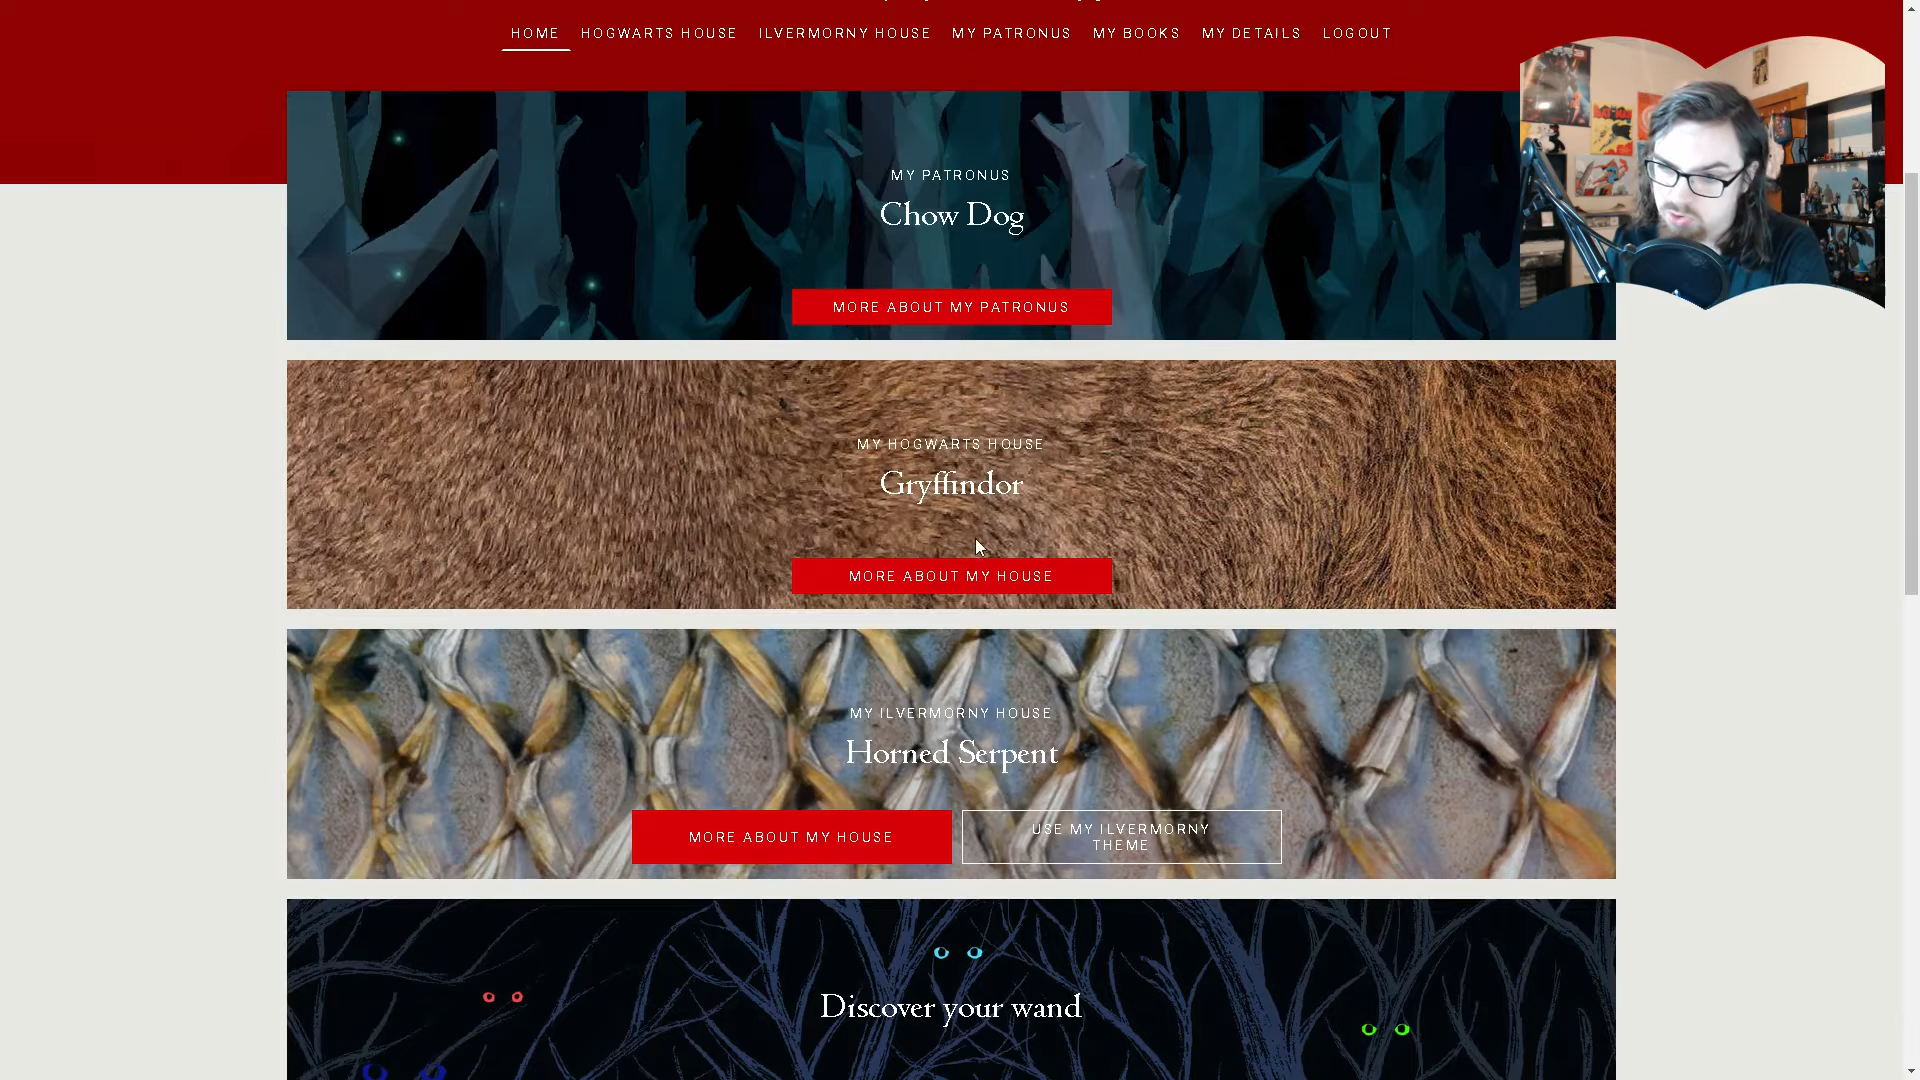 HOME HOGWARTS HOUSE ILVERMORNY HOUSE MY PATRONUS MY BOOKS MY DETAILS LOGOUT
MY PATRONUS
Chow Dog
MORE ABOUT MY PATRONUS
MY HOGWARTS HOUSE
Gryffindor
MORE ABOUT MY HOUSE
MY ILVERMORNY HOUSE
Horned Serpent
MORE ABOUT MY HOUSE
USE MY ILVERMORNY
THEME
Discover your wand